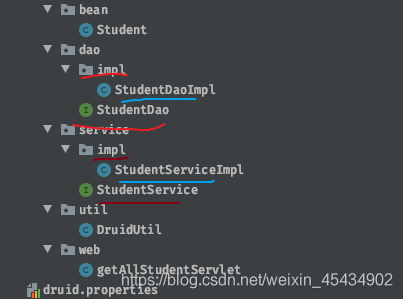 bean
Student
dao
impl
StudentDaoImpl
StudentDao
service
impl
StudentServiceImpl
StudentService
util
DruidUtil
web
getAllStudentServlet
https://blog.csdn.net/weixin_45434902
druid.properties